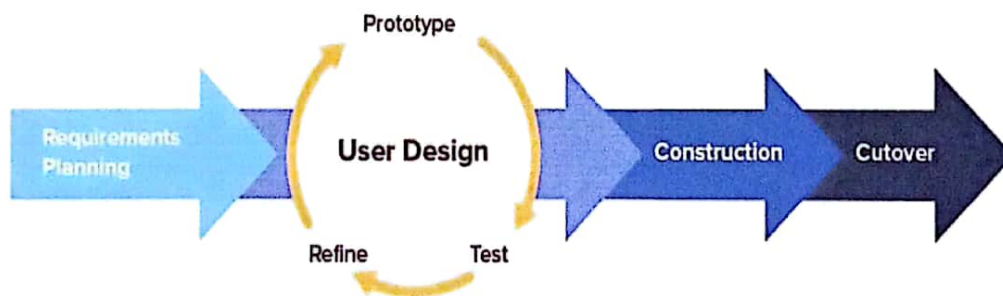 Prototype
Requirements
Planning
User Design
Construction
Cutover
Refine
Test